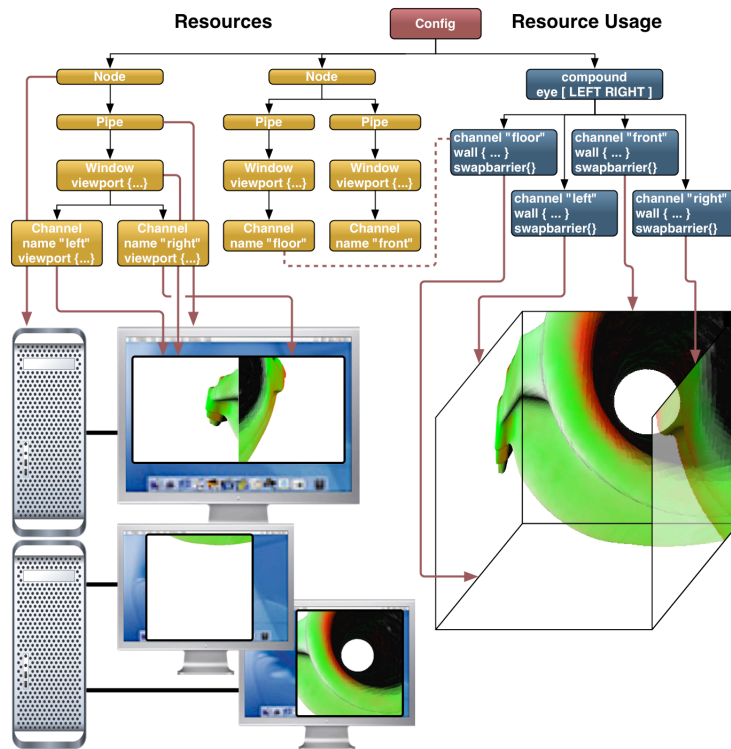 Resources
Config
Resource Usage
Node
Node
compound
eye [ LEFT RIGHT ]
Pipe
Pipe
Pipe
channel "floor"
wall { ... }
swapbarrier{}
channel "front"
wall { ... }
swapbarrier{}
Window
viewport {...}
Window
viewport {...}
Window
viewport {...}
channel "left"
wall { ... }
swapbarrier{}
channel "right"
wall { ... }
swapbarrier{}
Channel
name "left"
viewport {...}
Channel
name "right"
viewport {...}
Channel
name "floor"
Channel
name "front"